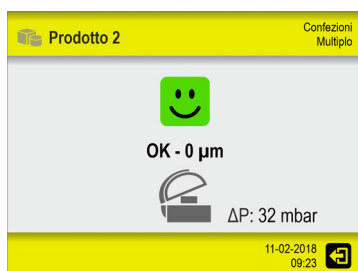 Prodotto 2
Confezioni
Multiplo
OK - 0 µm
ΔP: 32 mbar
11-02-2018
09:23